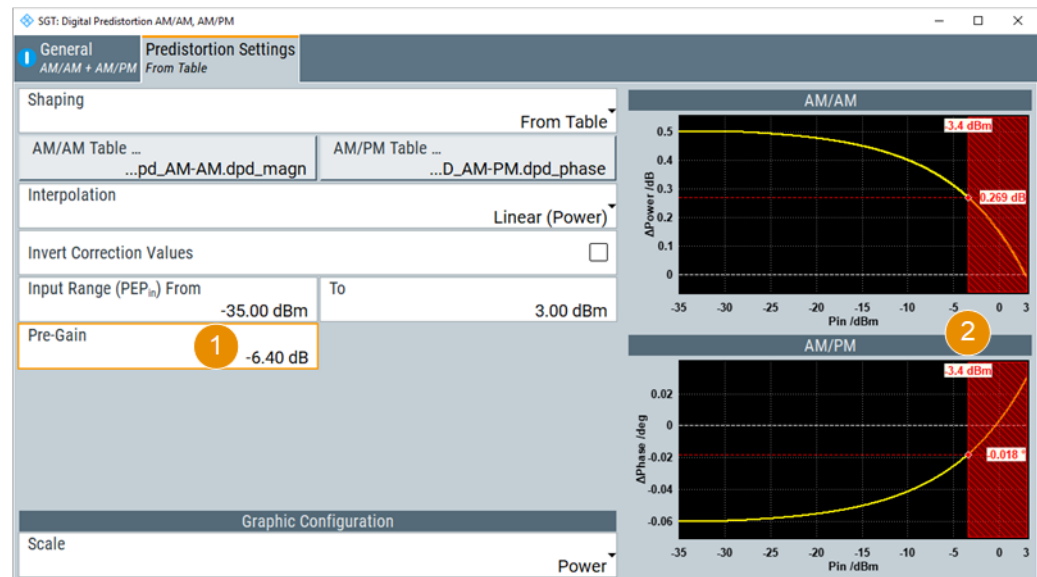 SGT: Digital Predistortion AM/AM, AM/PM
General
AM/AM + AM/PM
Predistortion Settings
From Table
Shaping
From Table
AM/AM Table ...
...pd_AM-AM.dpd_magn
AM/PM Table ...
...D_AM-PM.dpd_phase
Interpolation
Linear (Power)
Invert Correction Values
Input Range (PEPin) From
-35.00 dBm
To
3.00 dBm
Pre-Gain
1
-6.40 dB
Graphic Configuration
Scale
Power
AM/AM
-3.4 dBm
0.5
0.4
0.3
0.269 dB
0.2
0.1
0
ΔPower /dB
-35 -30 -25 -20 -15 -10 -5 0 3
Pin /dBm
2
AM/PM
-3.4 dBm
0.02
0
-0.018 °
-0.02
-0.04
-0.06
ΔPhase /deg
-35 -30 -25 -20 -15 -10 -5 0 3
Pin /dBm